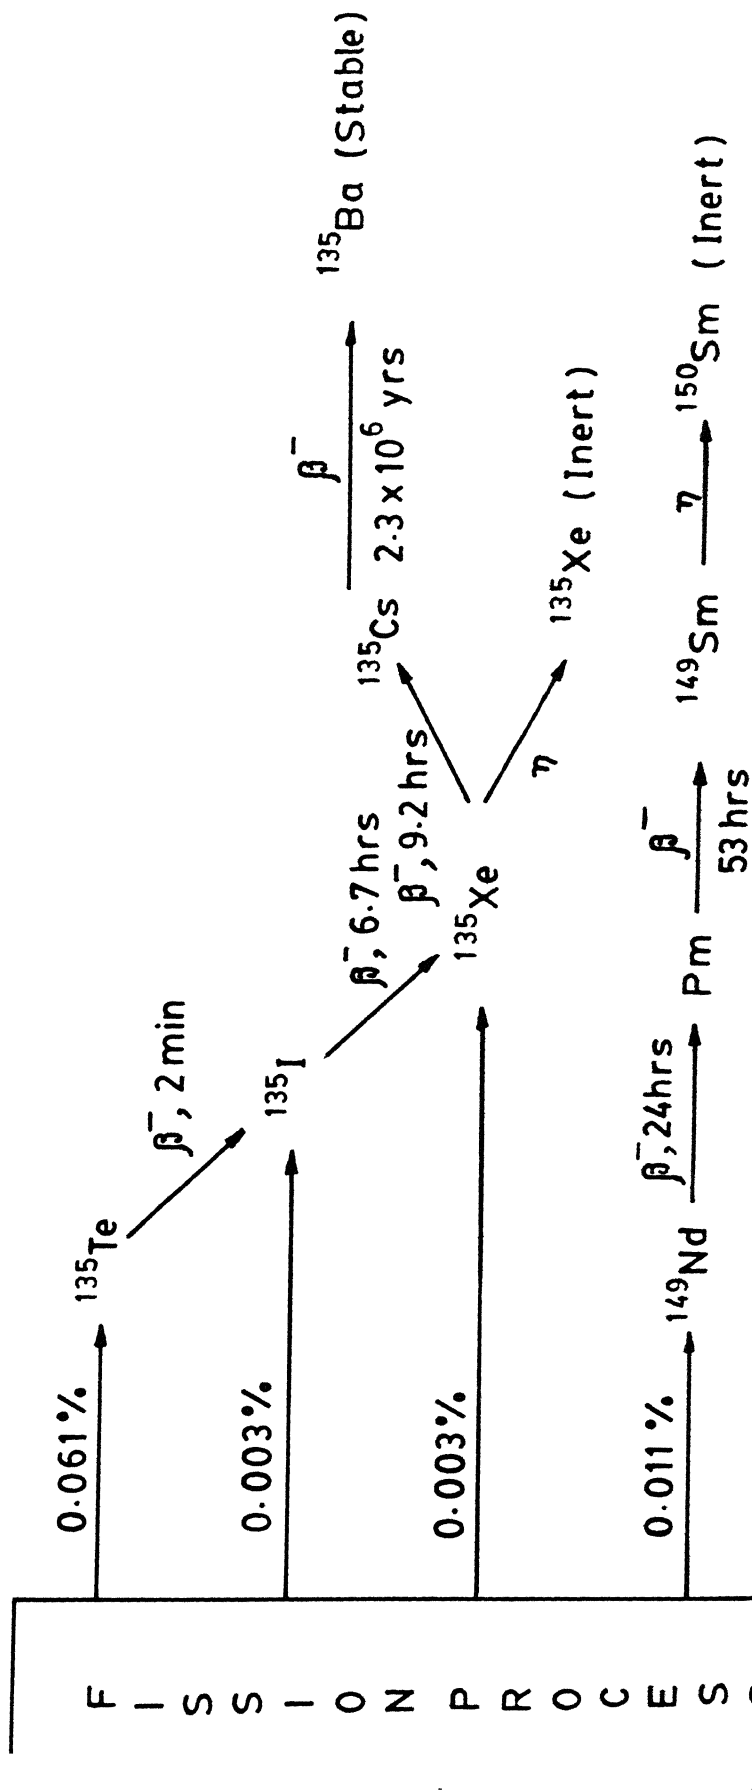 0.061%
¹³⁵Te
β⁻, 2 min
0.003%
¹³⁵I
β⁻, 6.7 hrs
0.003%
¹³⁵Xe
β⁻, 9.2 hrs
¹³⁵Cs
β⁻
2.3 x 10⁶ yrs
¹³⁵Ba (Stable)
η
¹³⁵Xe (Inert)
0.011%
¹⁴⁹Nd
β⁻, 24hrs
Pm
β⁻
53 hrs
¹⁴⁹Sm
η
¹⁵⁰Sm (Inert)
FISSION PROCES